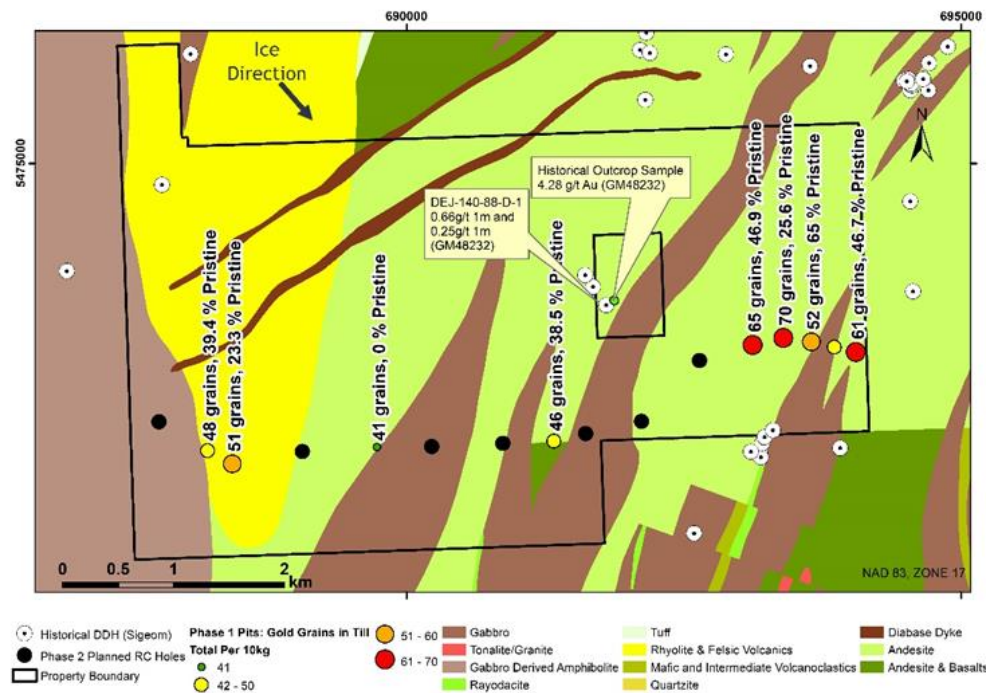 690000
695000
5475000
Ice
Direction
N
Historical Outcrop Sample
4.28 g/t Au (GM48232)
DEJ-140-88-D-1
0.66g/t 1m and
0.25g/t 1m
(GM48232)
48 grains, 39.4 % Pristine
51 grains, 23.3 % Pristine
41 grains, 0 % Pristine
46 grains, 38.5 % Pristine
65 grains, 46.9 % Pristine
70 grains, 25.6 % Pristine
52 grains, 65 % Pristine
61 grains, 46.7 % Pristine
0 0.5 1 2
km
NAD 83, ZONE 17
Historical DDH (Sigeom)
Phase 2 Planned RC Holes
Property Boundary
Phase 1 Pits: Gold Grains in Till
Total Per 10kg
41
42 - 50
51 - 60
61 - 70
Gabbro
Tonalite/Granite
Gabbro Derived Amphibolite
Rayodacite
Tuff
Rhyolite & Felsic Volcanics
Mafic and Intermediate Volcanoclastics
Quartzite
Diabase Dyke
Andesite
Andesite & Basalts